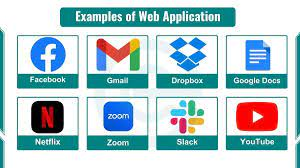 Examples of Web Application
Facebook
Gmail
Dropbox
Google Docs
N
zoom
Netflix
Zoom
Slack
YouTube